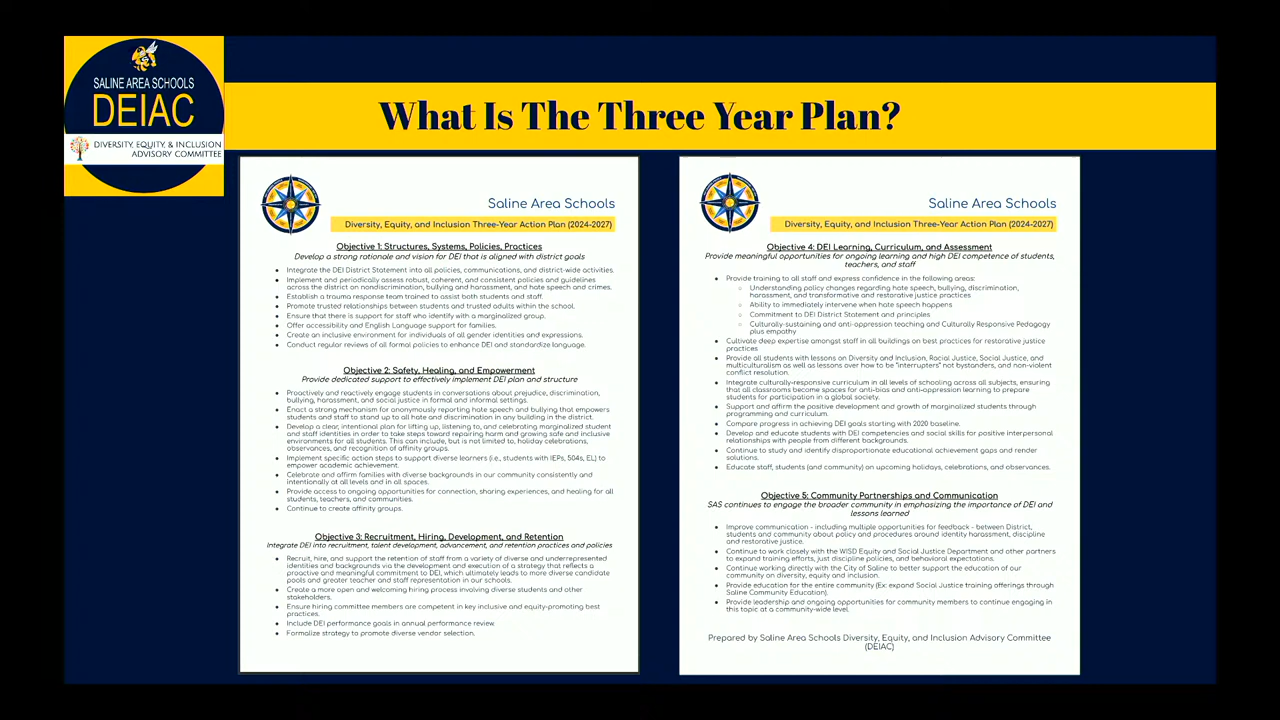 SALINE AREA SCHOOLS
DEIAC
DIVERSITY, EQUITY, & INCLUSION
ADVISORY COMMITTEE
What Is The Three Year Plan?
Saline Area Schools
Diversity, Equity, and Inclusion Three-Year Action Plan (2024-2027)
Objective 1: Structures, Systems, Policies, Practices
Develop a strong rationale and vision for DEI that is aligned with district goals
● Integrate the DEI District Statement into all policies, communications, and district-wide activities.
● Implement and periodically assess robust, coherent, and consistent policies and guidelines
across the district on nondiscrimination, bullying and harassment, and hate speech and crimes.
● Establish a trauma response team trained to assist both students and staff.
● Promote trusted relationships between students and trusted adults within the school.
● Ensure that there is support for staff who identify with a marginalized group.
● Offer accessibility and English Language support for families.
● Create an inclusive environment for individuals of all gender identities and expressions.
● Conduct regular reviews of all formal policies to enhance DEI and standardize language.
Objective 2: Safety, Healing, and Empowerment
Provide dedicated support to effectively implement DEI plan and structure
● Proactively and reactively engage students in conversations about prejudice, discrimination,
bullying, harassment, and social justice in formal and informal settings.
● Enact a strong mechanism for anonymously reporting hate speech and bullying that empowers
students and staff to stand up to all hate and discrimination in any building in the district.
● Develop a clear, intentional plan for lifting up, listening to, and celebrating marginalized student
and staff identities in order to take steps toward repairing harm and growing safe and inclusive
environments for all students. This can include, but is not limited to, holiday celebrations,
observances, and recognition of affinity groups.
● Implement specific action steps to support diverse learners (i.e., students with IEPs, 504s, EL) to
empower academic achievement.
● Celebrate and affirm families with diverse backgrounds in our community consistently and
intentionally at all levels and in all spaces.
● Provide access to ongoing opportunities for connection, sharing experiences, and healing for all
students, teachers, and communities.
● Continue to create affinity groups.
Objective 3: Recruitment, Hiring, Development, and Retention
Integrate DEI into recruitment, talent development, advancement, and retention practices and policies
● Recruit, hire, and support the retention of staff from a variety of diverse and underrepresented
identities and backgrounds via the development and execution of a strategy that reflects a
proactive and meaningful commitment to DEI, which ultimately leads to more diverse candidate
pools and greater teacher and staff representation in our schools.
● Create a more open and welcoming hiring process involving diverse students and other
stakeholders.
● Ensure hiring committee members are competent in key inclusive and equity-promoting best
practices.
● Include DEI performance goals in annual performance review.
● Formalize strategy to promote diverse vendor selection.
Saline Area Schools
Diversity, Equity, and Inclusion Three-Year Action Plan (2024-2027)
Objective 4: DEI Learning, Curriculum, and Assessment
Provide meaningful opportunities for ongoing learning and high DEI competence of students,
teachers, and staff
● Provide training to all staff and express confidence in the following areas:
○ Understanding policy changes regarding hate speech, bullying, discrimination,
harassment, and transformative and restorative justice practices
○ Ability to immediately intervene when hate speech happens
○ Commitment to DEI District Statement and principles
○ Culturally-sustaining and anti-oppression teaching and Culturally Responsive Pedagogy
plus empathy
● Cultivate deep expertise amongst staff in all buildings on best practices for restorative justice
practices
● Provide all students with lessons on Diversity and Inclusion, Racial Justice, Social Justice, and
multiculturalism as well as lessons over how to be "interrupters" not bystanders, and non-violent
conflict resolution.
● Integrate culturally-responsive curriculum in all levels of schooling across all subjects, ensuring
that all classrooms become spaces for anti-bias and anti-oppression learning to prepare
students for participation in a global society.
● Support and affirm the positive development and growth of marginalized students through
programming and curriculum.
● Compare progress in achieving DEI goals starting with 2020 baseline.
● Develop and educate students with DEI competencies and social skills for positive interpersonal
relationships with people from different backgrounds.
● Continue to study and identify disproportionate educational achievement gaps and render
solutions.
● Educate staff, students (and community) on upcoming holidays, celebrations, and observances.
Objective 5: Community Partnerships and Communication
SAS continues to engage the broader community in emphasizing the importance of DEI and
lessons learned
● Improve communication - including multiple opportunities for feedback - between District,
students and community about policy and procedures around identity harassment, discipline
and restorative justice.
● Continue to work closely with the WISD Equity and Social Justice Department and other partners
to expand training efforts, just discipline policies, and behavioral expectations.
● Continue working directly with the City of Saline to better support the education of our
community on diversity, equity and inclusion.
● Provide education for the entire community (Ex: expand Social Justice training offerings through
Saline Community Education).
● Provide leadership and ongoing opportunities for community members to continue engaging in
this topic at a community-wide level.
Prepared by Saline Area Schools Diversity, Equity, and Inclusion Advisory Committee
(DEIAC)